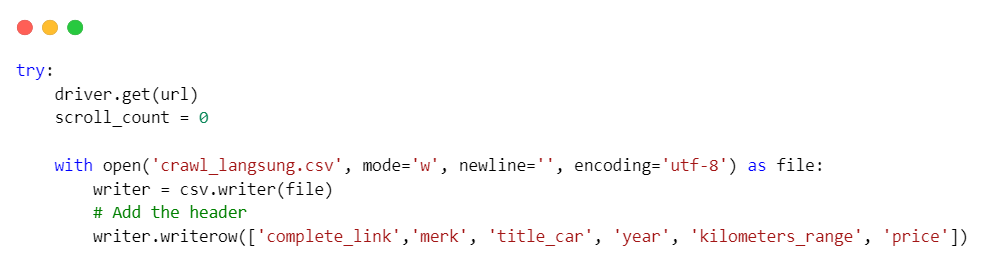 try:
    driver.get(url)
    scroll_count = 0

    with open('crawl_langsung.csv', mode='w', newline='', encoding='utf-8') as file:
        writer = csv.writer(file)
        # Add the header
        writer.writerow(['complete_link','merk', 'title_car', 'year', 'kilometers_range', 'price'])